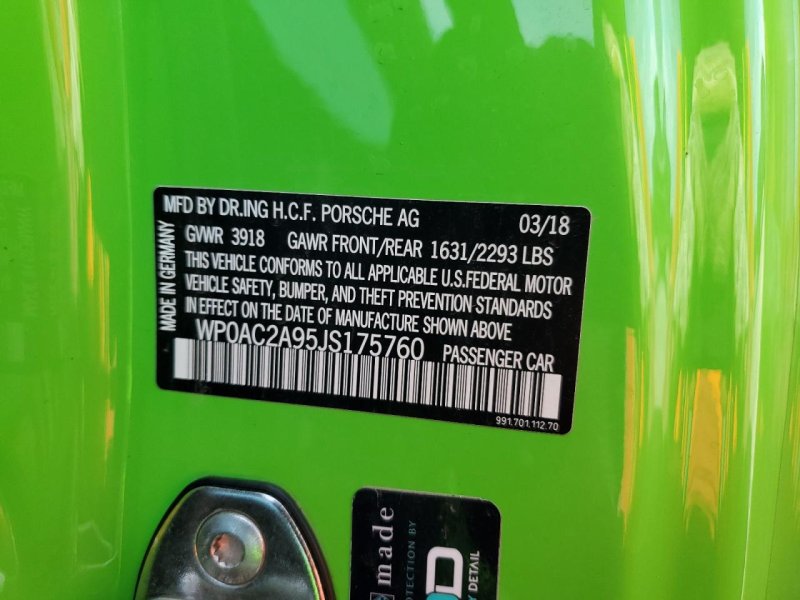 MFD BY DR.ING H.C.F. PORSCHE AG 03/18
MADE IN GERMANY
GVWR 3918 GAWR FRONT/REAR 1631/2293 LBS
THIS VEHICLE CONFORMS TO ALL APPLICABLE U.S.FEDERAL MOTOR
VEHICLE SAFETY, BUMPER, AND THEFT PREVENTION STANDARDS
IN EFFECT ON THE DATE OF MANUFACTURE SHOWN ABOVE
WP0AC2A95JS175760 PASSENGER CAR
991.701.112.70
made
BY
DETAIL